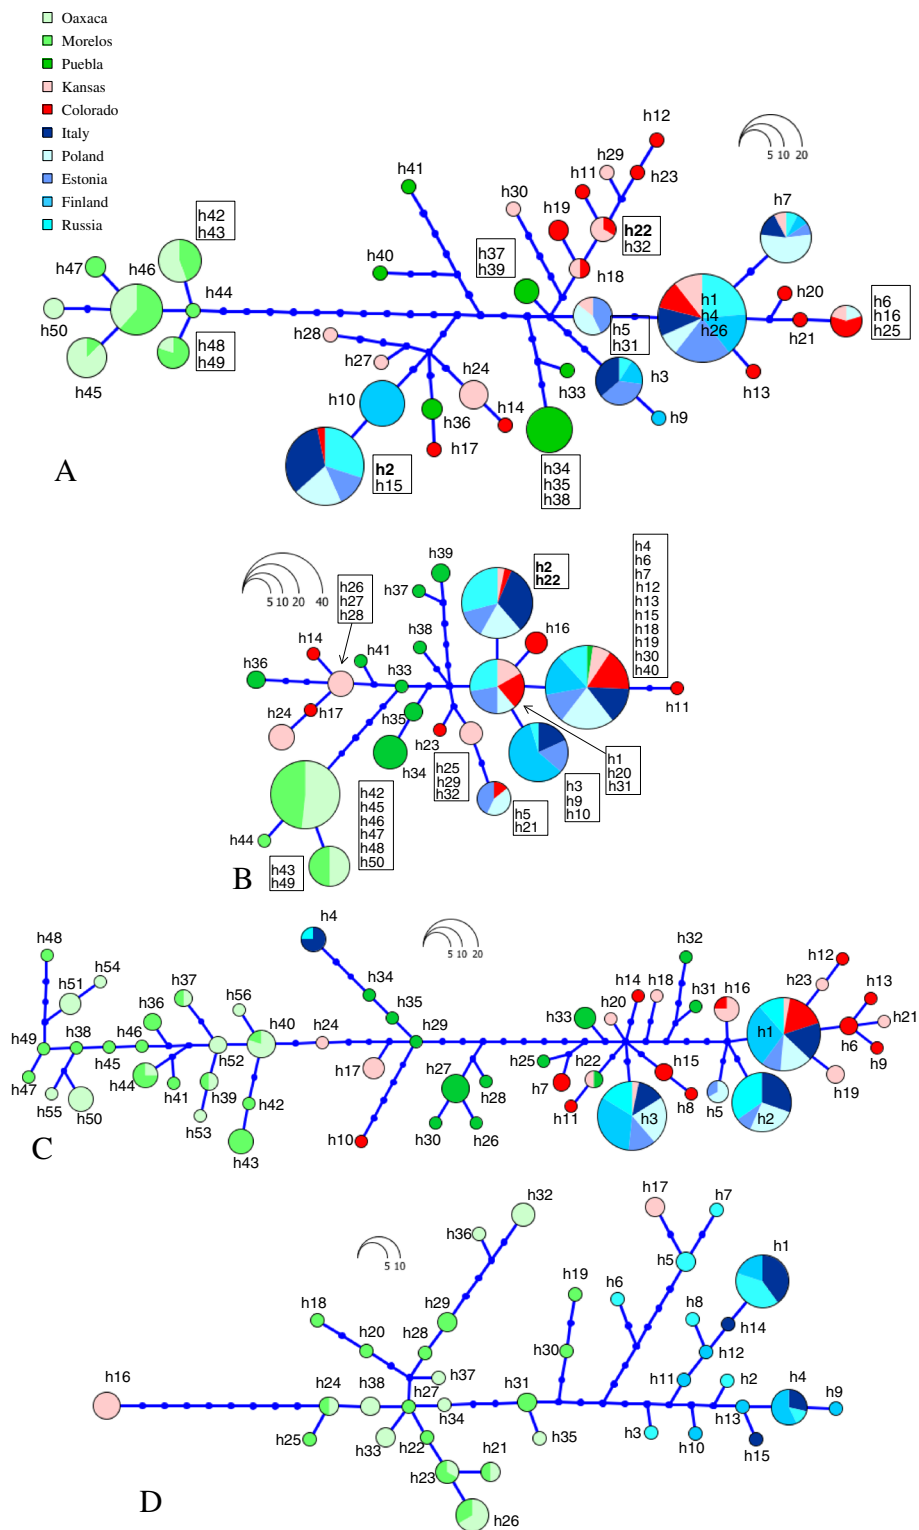 Oaxaca
Morelos
Puebla
Kansas
Colorado
Italy
Poland
Estonia
Finland
Russia
h12
h29
h41
h11
h23
5 10 20
h7
h30
h42
h43
h19
h22
h32
h37
h39
h47
h46
h40
h18
h44
h1
h4
h26
h20
h6
h16
h25
h50
h28
h5
h31
h21
h48
h49
h27
h24
h3
h13
h45
h10
h33
h36
h14
h9
h17
A
h2
h15
h34
h35
h38
h39
h2
h22
h4
h6
h7
h12
h13
h15
h18
h19
h30
h40
5 10 20 40
h26
h27
h28
h37
h14
h38
h16
h41
h36
h33
h17
h11
h24
h35
h23
h34
h25
h29
h32
h1
h20
h31
h3
h9
h10
h42
h45
h46
h47
h48
h50
h5
h21
h44
B
h43
h49
h4
h48
h32
h12
5 10 20
h54
h51
h34
h14
h18
h16
h23
h13
h37
h56
h35
h31
h36
h20
h33
h40
h24
h29
h21
h49
h38
h46
h1
h45
h52
h6
h17
h25
h22
h15
h9
h47
h44
h27
h28
h7
h19
h41
h39
h42
h8
h5
h2
h55
h50
h11
h3
h53
h30
h26
h10
C
h43
h17
h7
h32
h36
h1
5 10
h5
h19
h6
h29
h18
h8
h14
h20
h28
h30
h12
h16
h37
h24
h38
h31
h11
h2
h4
h27
h9
h34
h13
h25
h33
h22
h35
h3
h10
h15
h23
h21
D
h26